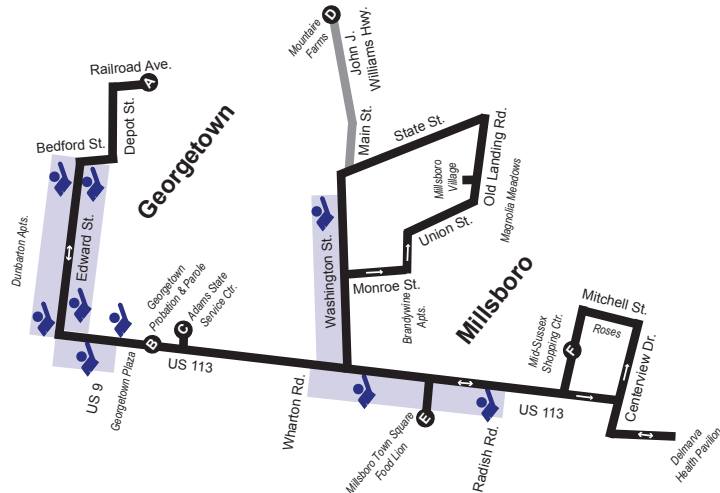 Railroad Ave.
A
Depot St.
Bedford St.
Georgetown
Dunbarton Apts.
Edward St.
Georgetown
Probation & Parole
C
Adams State
Service Ctr.
B
US 113
US 9
Georgetown Plaza
D
Mountaire
Farms
John J.
Williams Hwy.
Main St.
State St.
Old Landing Rd.
Millsboro
Village
Magnolia Meadows
Union St.
Washington St.
Monroe St.
Brandywine
Apts.
Millsboro
Wharton Rd.
E
Millsboro Town Square
Food Lion
Radish Rd.
US 113
Mid-Sussex
Shopping Ctr.
F
Mitchell St.
Roses
Centerview Dr.
Delmarva
Health Pavilion